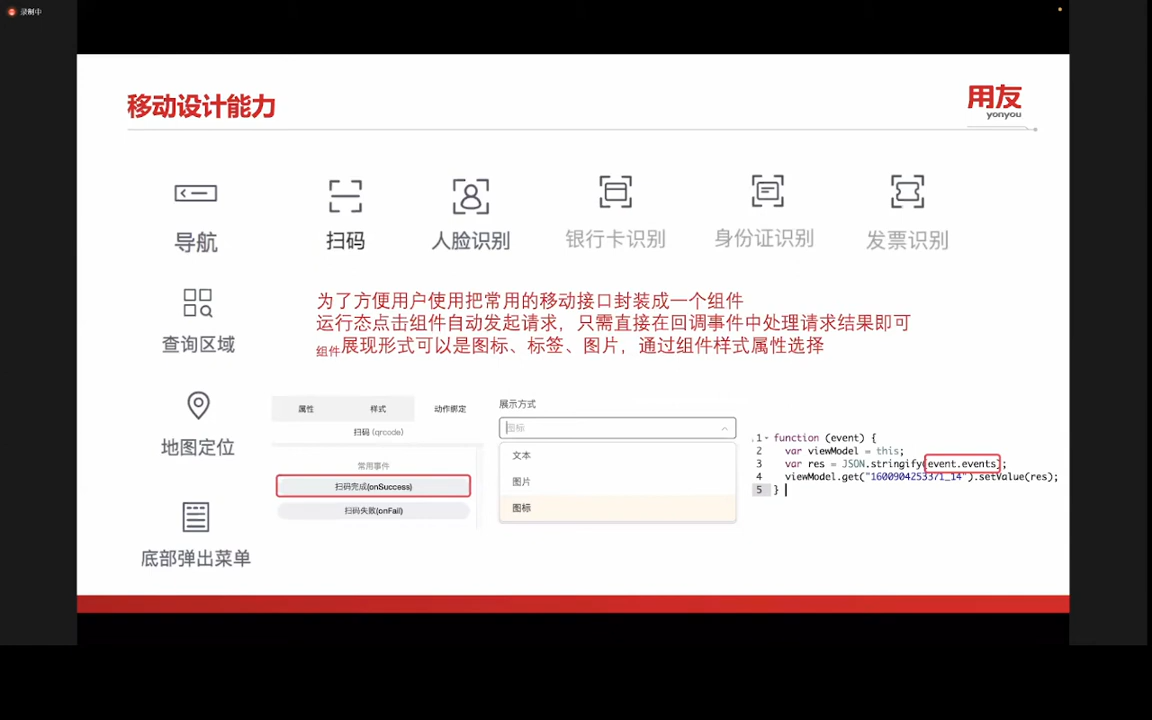 录制中
移动设计能力
用友
yonyou
导航
扫码
人脸识别
银行卡识别
身份证识别
发票识别
查询区域
地图定位
底部弹出菜单
为了方便用户使用把常用的移动接口封装成一个组件
运行态点击组件自动发起请求，只需直接在回调事件中处理请求结果即可
组件展现形式可以是图标、标签、图片，通过组件样式属性选择
属性
样式
动作绑定
扫码 (qrcode)
常用事件
扫码完成(onSuccess)
扫码失败(onFail)
展示方式
图标
文本
图片
图标
1 function (event) {
2 var viewModel = this;
3 var res = JSON.stringify(event.events);
4 viewModel.get("1600904253371_14").setValue(res);
5 }